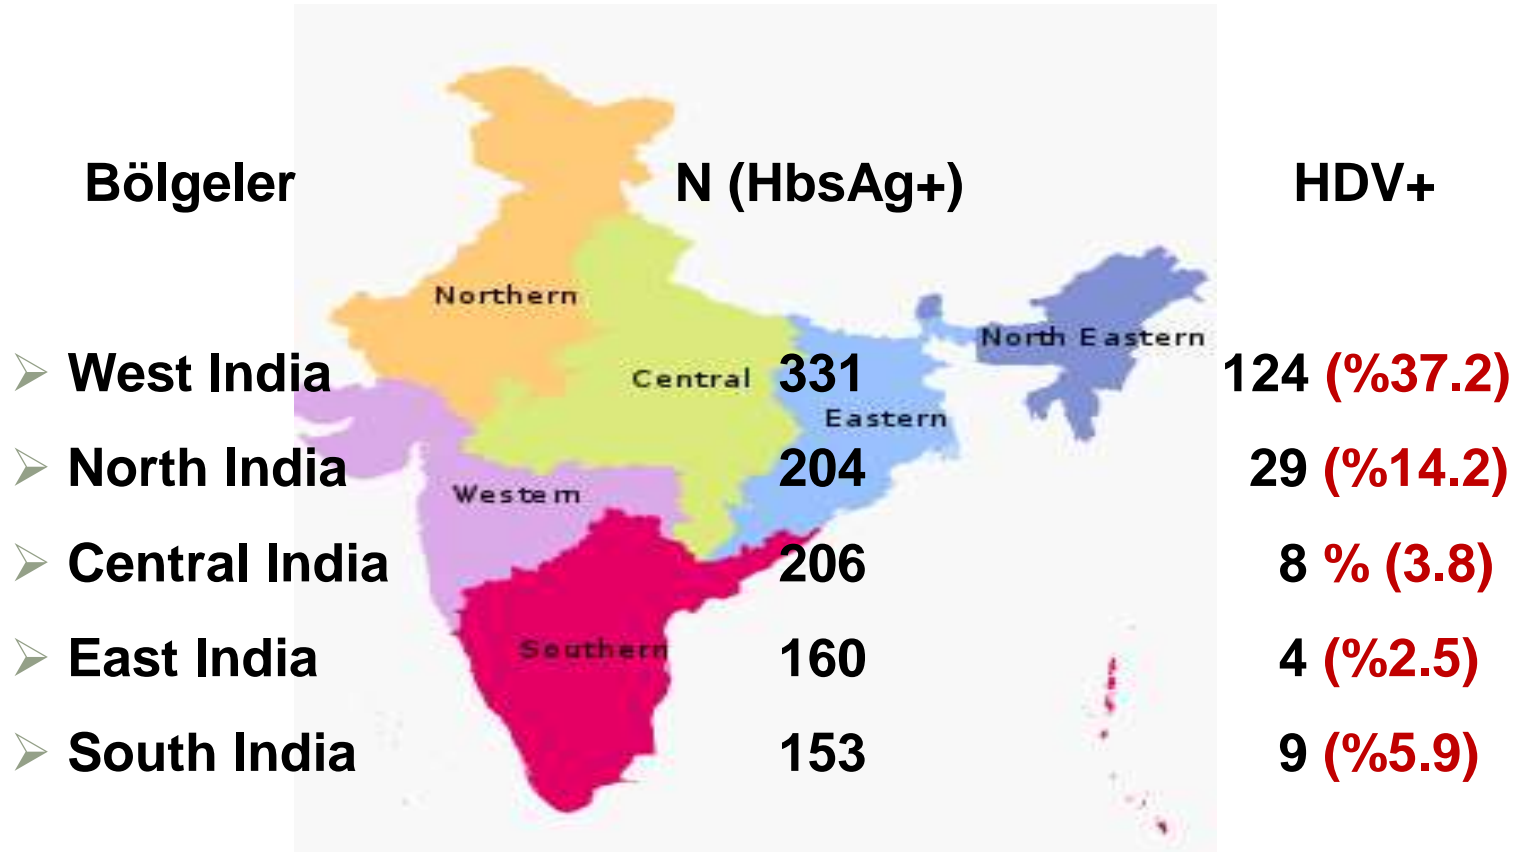 Bölgeler N (HbsAg+) HDV+
Northern
North Eastern
West India 331 124 (%37.2)
Central
Eastern
North India 204 29 (%14.2)
Western
Central India 206 8 % (3.8)
Southern
East India 160 4 (%2.5)
South India 153 9 (%5.9)